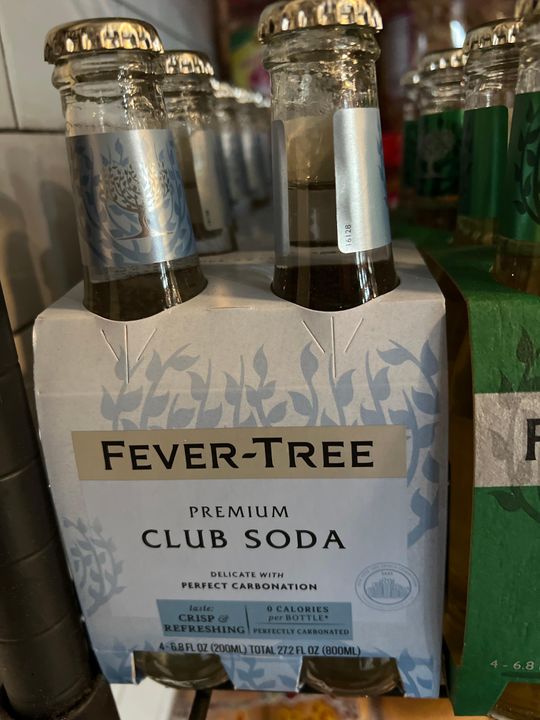 16128
FEVER-TREE
PREMIUM
CLUB SODA
DELICATE WITH
PERFECT CARBONATION
taste:
CRISP &
REFRESHING
0 CALORIES
per BOTTLE*
PERFECTLY CARBONATED
4 - 6.8 FL OZ (200ML) TOTAL 27.2 FL OZ (800ML)
F
4 - 6.8